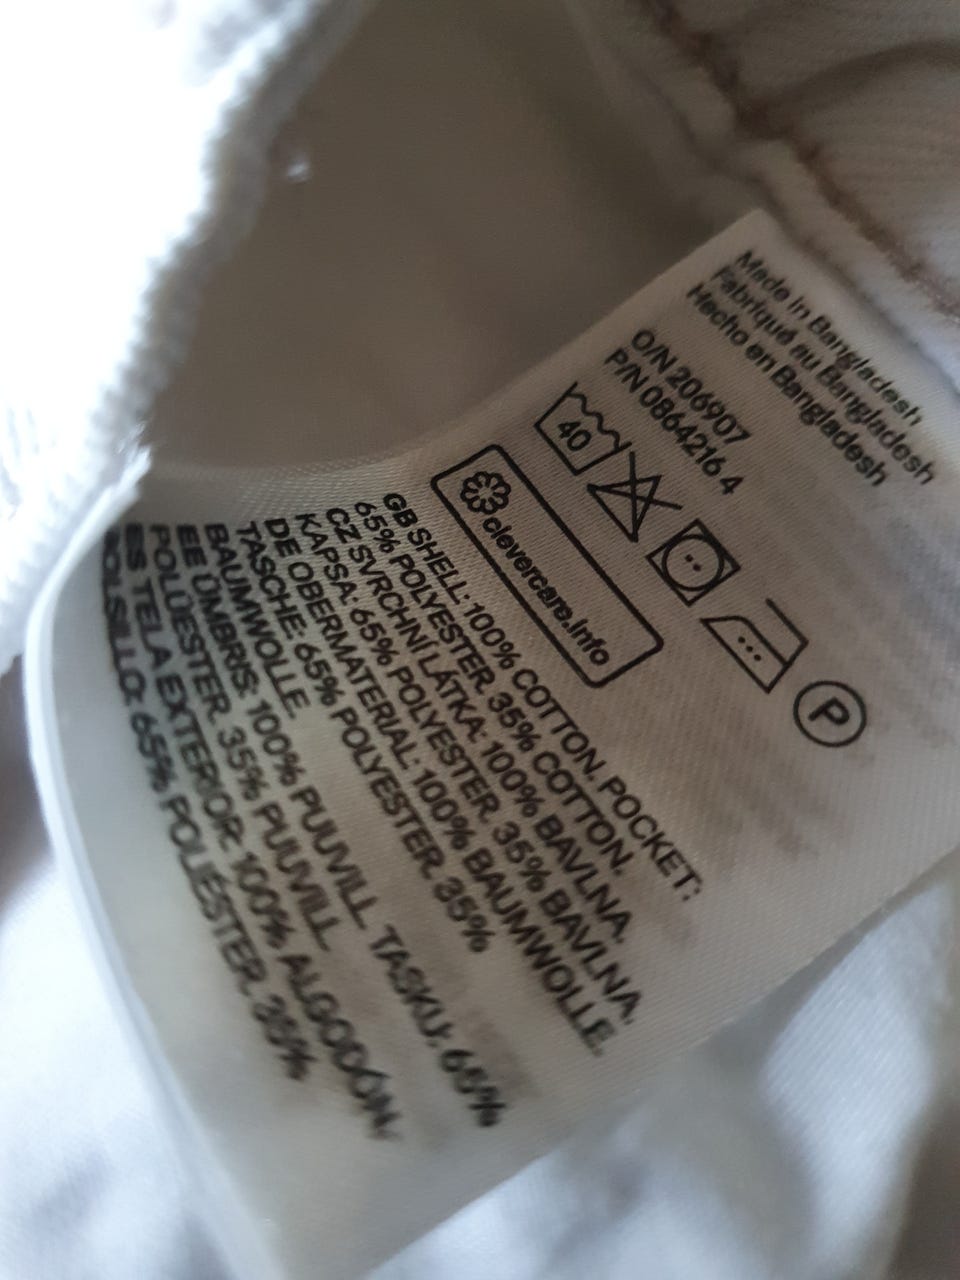 Made in Bangladesh
Fabriqué au Bangladesh
Hecho en Bangladesh
O/N 206907
P/N 0864216 4
40
P
clevercare.info
GB SHELL: 100% COTTON. POCKET:
65% POLYESTER. 35% COTTON.
CZ SVRCHNÍ LÁTKA: 100% BAVLNA.
KAPSA: 65% POLYESTER. 35% BAVLNA.
DE OBERMATERIAL: 100% BAUMWOLLE.
TASCHE: 65% POLYESTER. 35%
BAUMWOLLE.
EE ÜMBRIS: 100% PUUVILL. TASKU: 65%
POLÜESTER. 35% PUUVILL.
ES TELA EXTERIOR: 100% ALGODÓN.
BOLSILLO: 65% POLIÉSTER. 35%